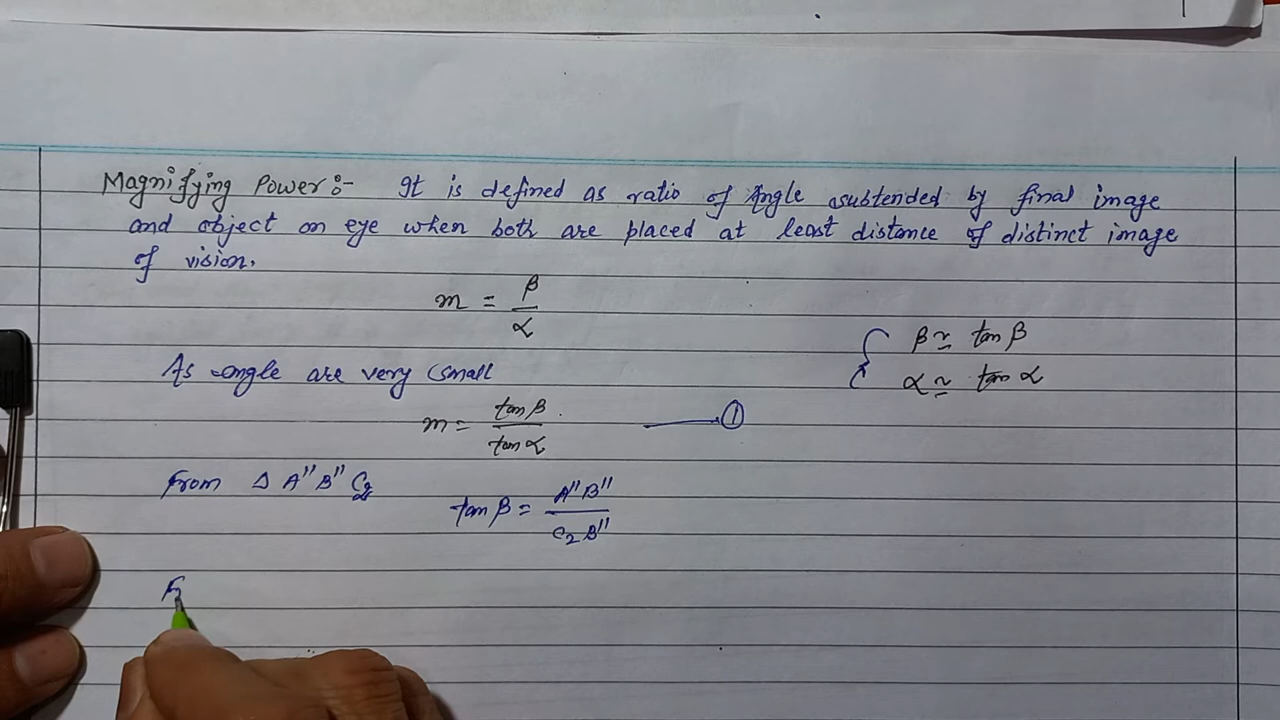 Magnifying Power:- It is defined as ratio of Angle subtended by final image
and object on eye when both are placed at least distance of distinct image
of vision.
m = β/α
β ≃ tan β
As angle are very small
α ≃ tan α
m = tan β/tan α ——— ①
From Δ A''B''C₂
tan β = A''B''/C₂B''
F